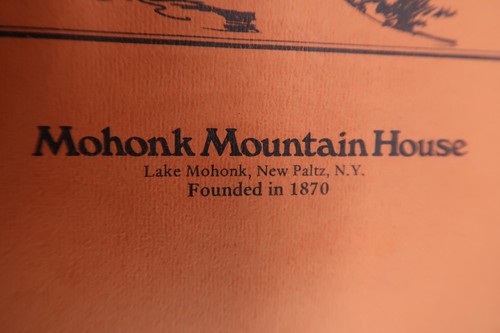 Mohonk Mountain House
Lake Mohonk, New Paltz, N.Y.
Founded in 1870